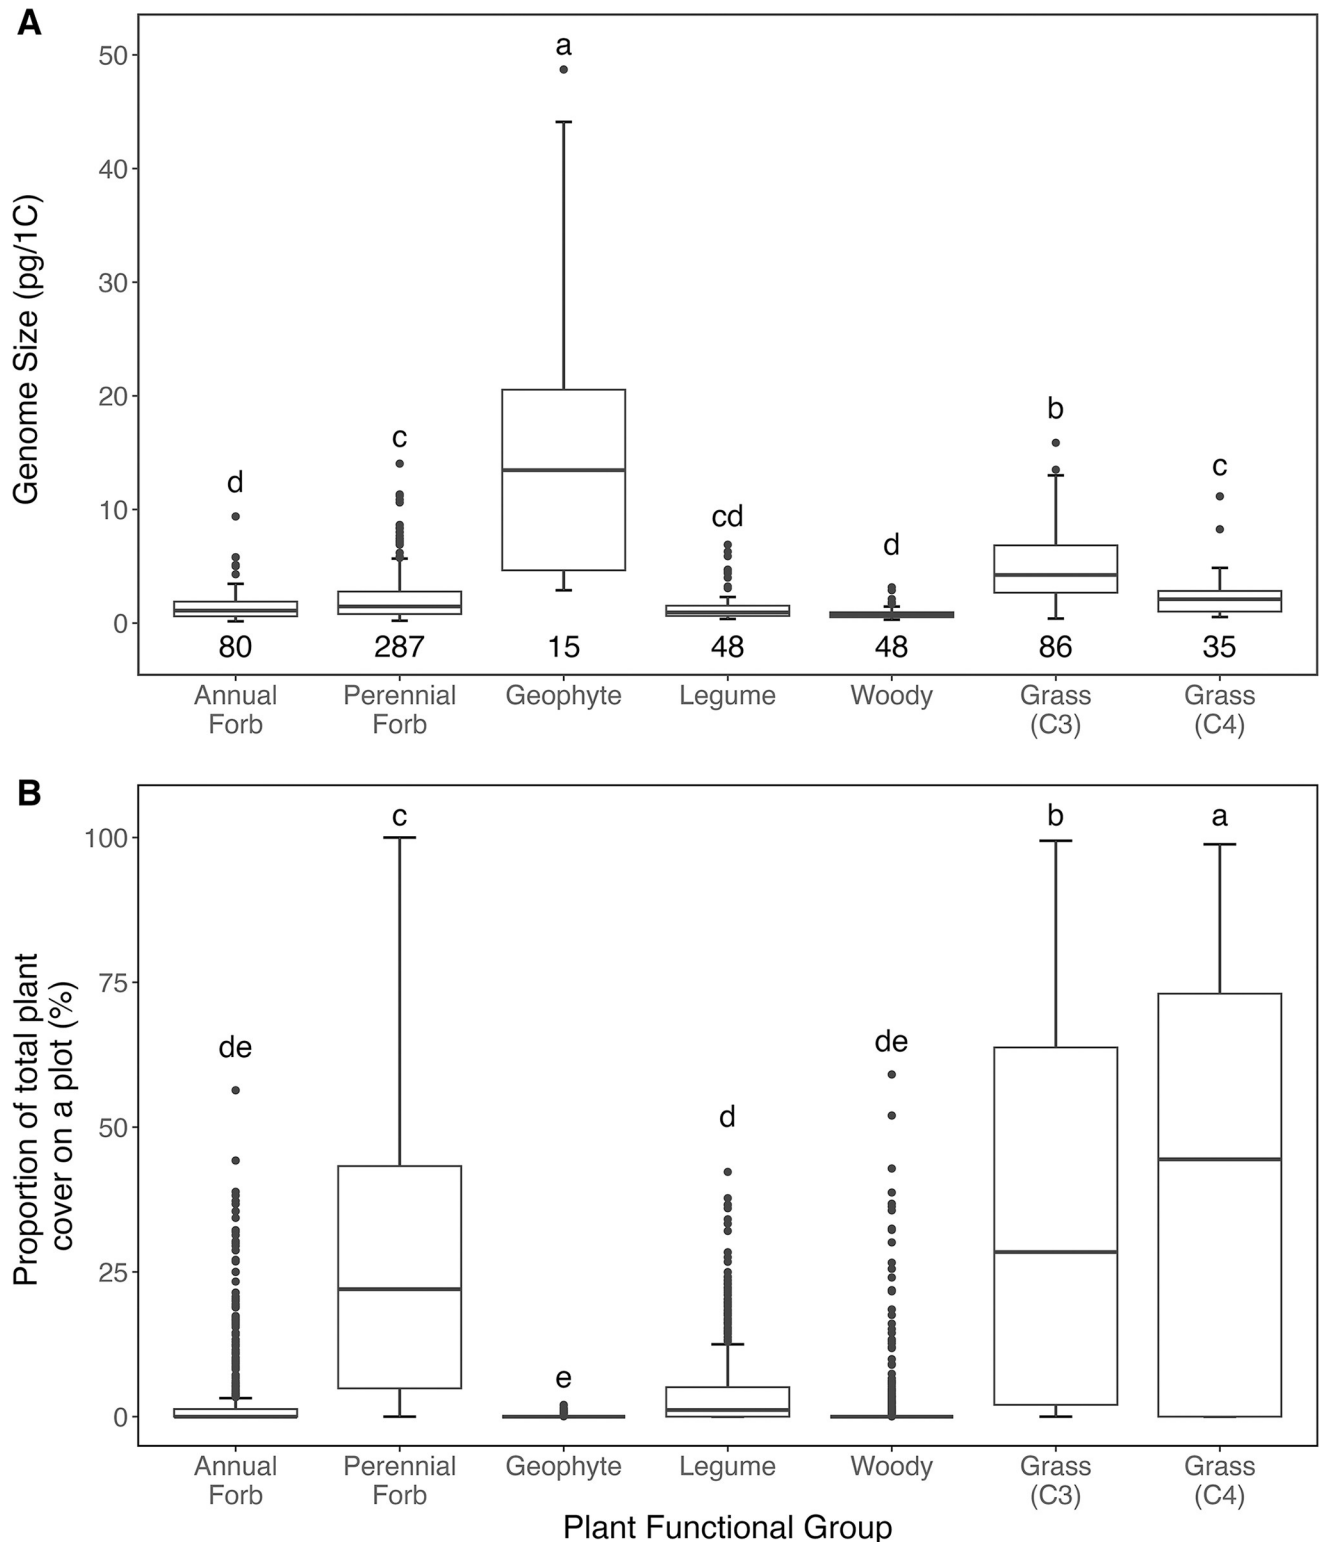 A
Genome Size (pg/1C)
50
40
30
20
10
0
a
b
c
c
d
cd
d
80 287 15 48 48 86 35
Annual Perennial Geophyte Legume Woody Grass Grass
Forb Forb (C3) (C4)
B
Proportion of total plant
cover on a plot (%)
100
75
50
25
0
c b a
de de
d
e
Annual Perennial Geophyte Legume Woody Grass Grass
Forb Forb (C3) (C4)
Plant Functional Group